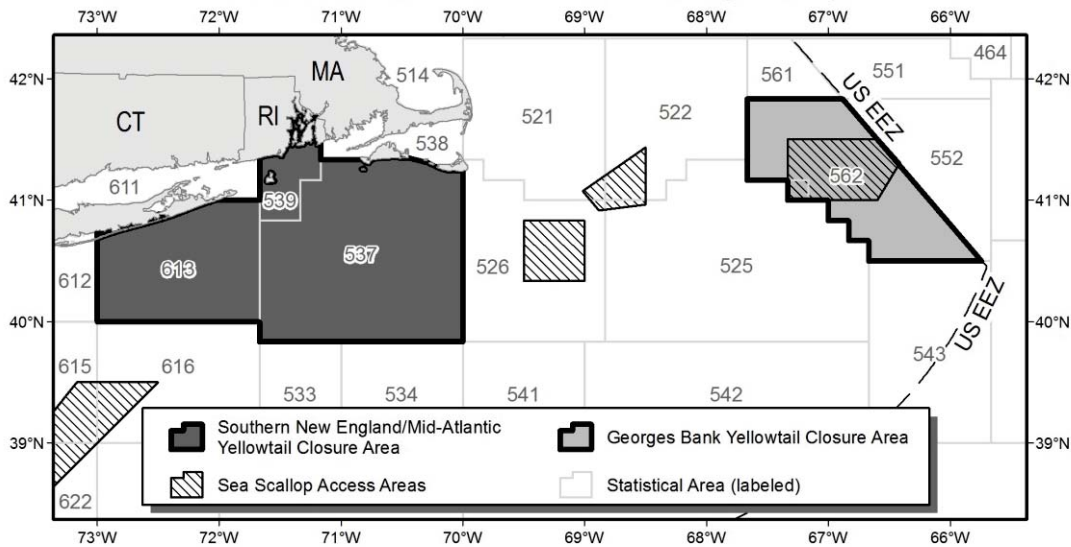 73°W 72°W 71°W 70°W 69°W 68°W 67°W 66°W
464
MA 514 561 US EEZ 551
42°N 42°N
CT RI 521 522
538 552
611 562
41°N 539 41°N
613 537 526 525
612
40°N 40°N
US EEZ
615 616 543
533 534 541 542
39°N 39°N
Southern New England/Mid-Atlantic
Yellowtail Closure Area
Georges Bank Yellowtail Closure Area
Sea Scallop Access Areas
Statistical Area (labeled)
622
73°W 72°W 71°W 70°W 69°W 68°W 67°W 66°W